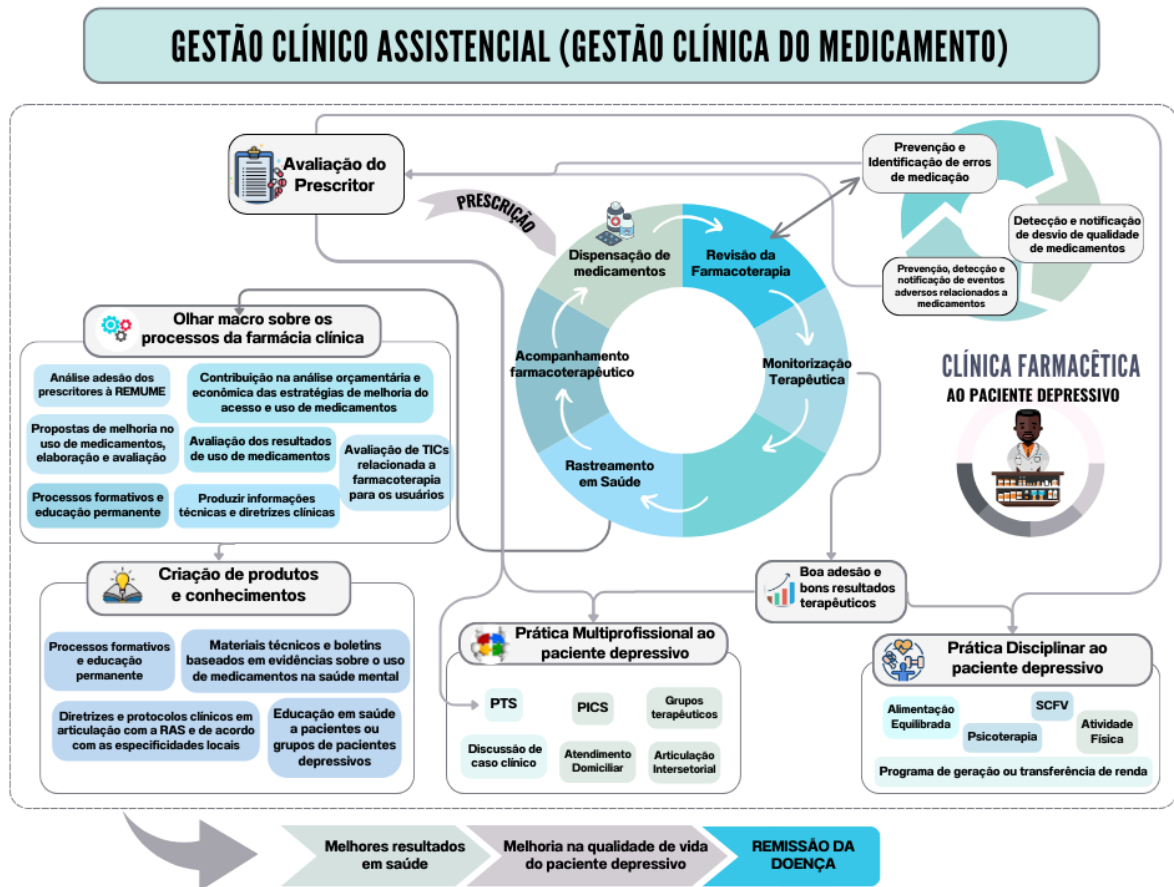 GESTÃO CLÍNICO ASSISTENCIAL (GESTÃO CLÍNICA DO MEDICAMENTO)
Avaliação do
Prescritor
PRESCRIÇÃO
Prevenção e
Identificação de erros
de medicação
Detecção e notificação
de desvio de qualidade
de medicamentos
Prevenção, detecção e
notificação de eventos
adversos relacionados a
medicamentos
Dispensação de
medicamentos
Revisão da
Farmacoterapia
Monitorização
Terapêutica
Rastreamento
em Saúde
Acompanhamento
farmacoterapêutico
CLÍNICA FARMACÊTICA
AO PACIENTE DEPRESSIVO
Olhar macro sobre os
processos da farmácia clínica
Análise adesão dos
prescritores à REMUME
Contribuição na análise orçamentária e
econômica das estratégias de melhoria do
acesso e uso de medicamentos
Propostas de melhoria no
uso de medicamentos,
elaboração e avaliação
Avaliação dos resultados
de uso de medicamentos
Avaliação de TICs
relacionada a
farmacoterapia
para os usuários
Processos formativos e
educação permanente
Produzir informações
técnicas e diretrizes clínicas
Criação de produtos
e conhecimentos
Processos formativos
e educação
permanente
Materiais técnicos e boletins
baseados em evidências sobre o uso
de medicamentos na saúde mental
Diretrizes e protocolos clínicos em
articulação com a RAS e de acordo
com as especificidades locais
Educação em saúde
a pacientes ou
grupos de pacientes
depressivos
Boa adesão e
bons resultados
terapêuticos
Prática Multiprofissional ao
paciente depressivo
PTS
PICS
Grupos
terapêuticos
Discussão de
caso clínico
Atendimento
Domiciliar
Articulação
Intersetorial
Prática Disciplinar ao
paciente depressivo
Alimentação
Equilibrada
SCFV
Psicoterapia
Atividade
Física
Programa de geração ou transferência de renda
Melhores resultados
em saúde
Melhoria na qualidade de vida
do paciente depressivo
REMISSÃO DA
DOENÇA